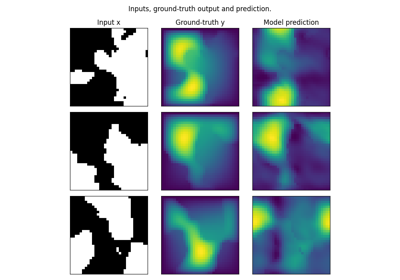 Inputs, ground-truth output and prediction.
Input x
Ground-truth y
Model prediction